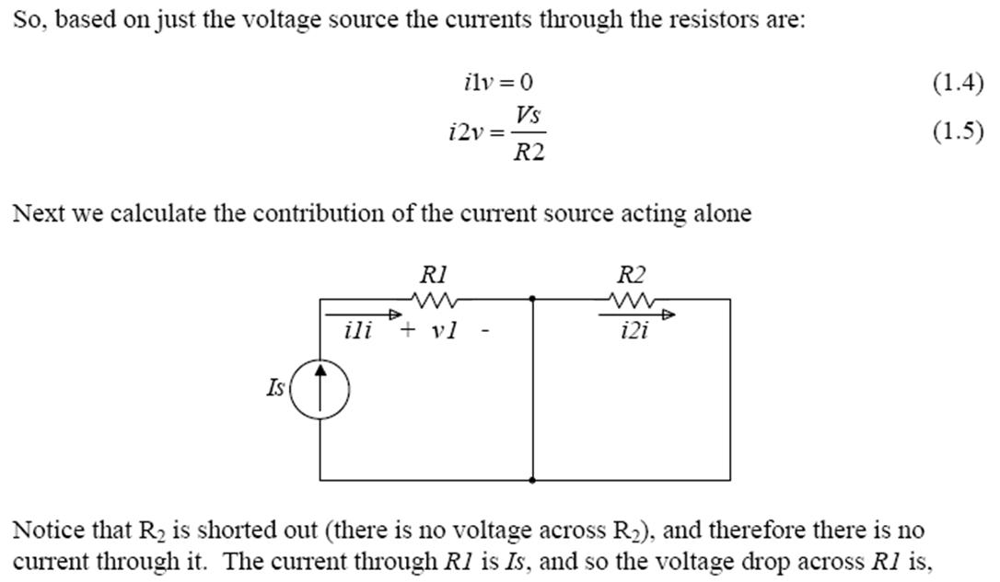 So, based on just the voltage source the currents through the resistors are:
i1v = 0 (1.4)
i2v = Vs / R2 (1.5)
Next we calculate the contribution of the current source acting alone
R1 R2
i1i + v1 - i2i
Is
Notice that R₂ is shorted out (there is no voltage across R₂), and therefore there is no
current through it. The current through R1 is Is, and so the voltage drop across R1 is,